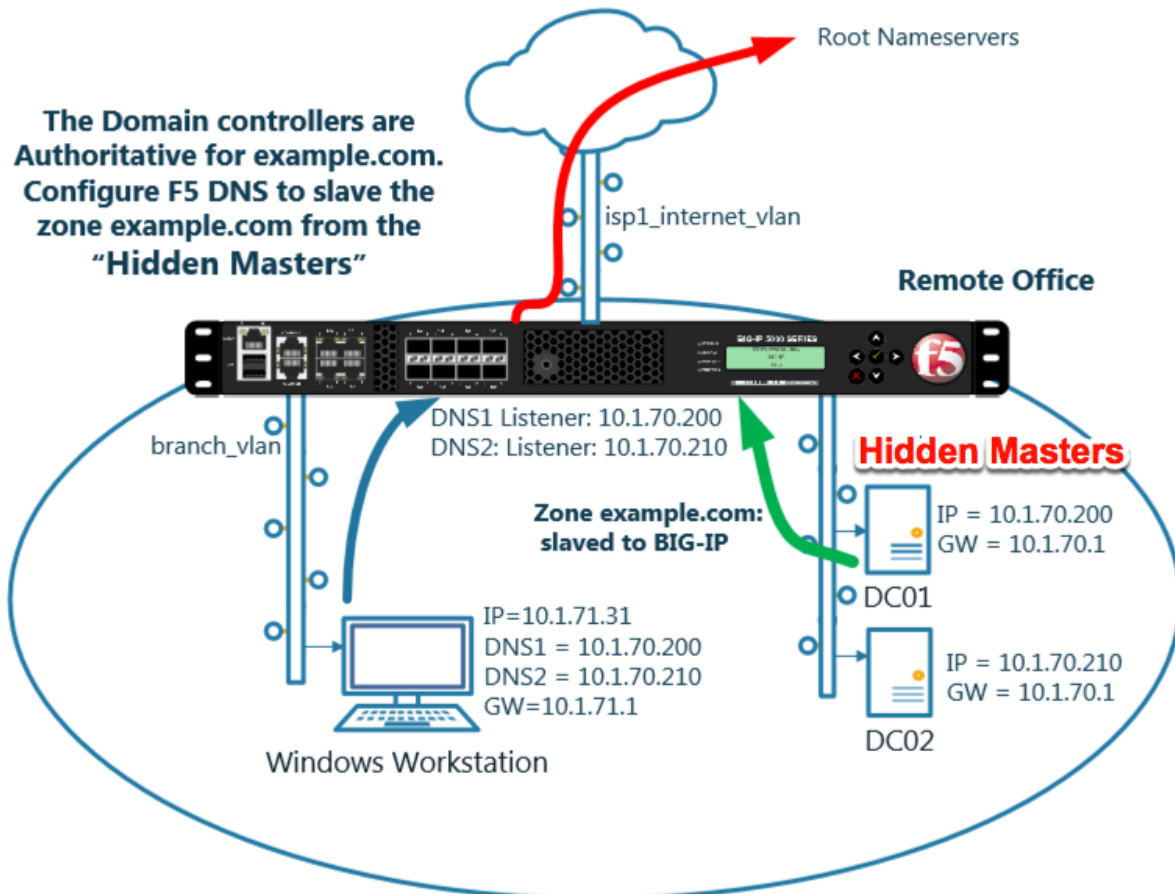 Root Nameservers
The Domain controllers are
Authoritative for example.com.
Configure F5 DNS to slave the
zone example.com from the
“Hidden Masters”
isp1_internet_vlan
Remote Office
BIG-IP 5000 SERIES
f5
branch_vlan
DNS1 Listener: 10.1.70.200
DNS2: Listener: 10.1.70.210
Hidden Masters
Zone example.com:
slaved to BIG-IP
IP = 10.1.70.200
GW = 10.1.70.1
DC01
IP=10.1.71.31
DNS1 = 10.1.70.200
DNS2 = 10.1.70.210
GW=10.1.71.1
Windows Workstation
IP = 10.1.70.210
GW = 10.1.70.1
DC02